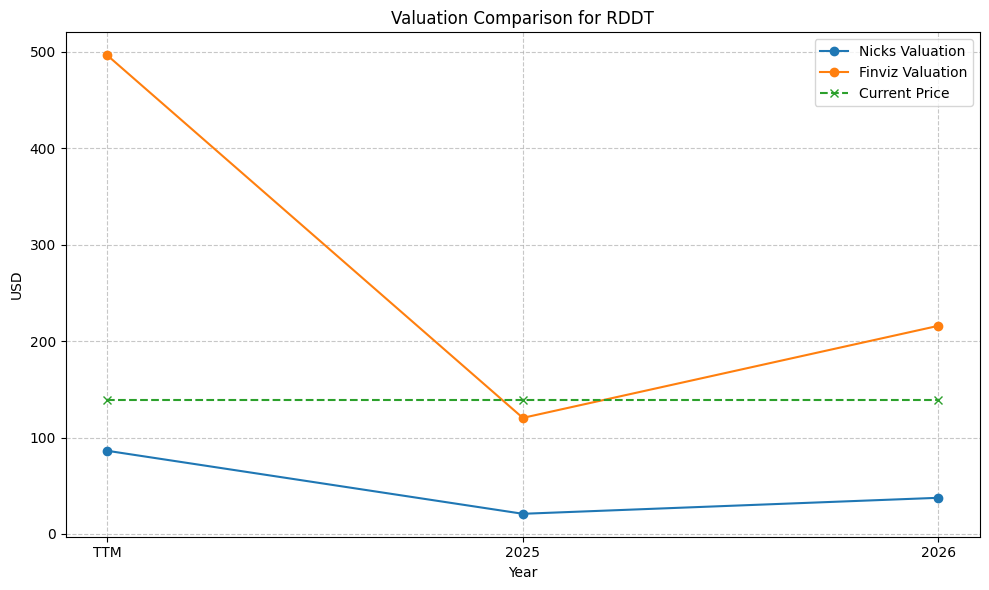 Valuation Comparison for RDDT
Nicks Valuation
Finviz Valuation
Current Price
500
400
300
200
100
0
USD
TTM
2025
2026
Year